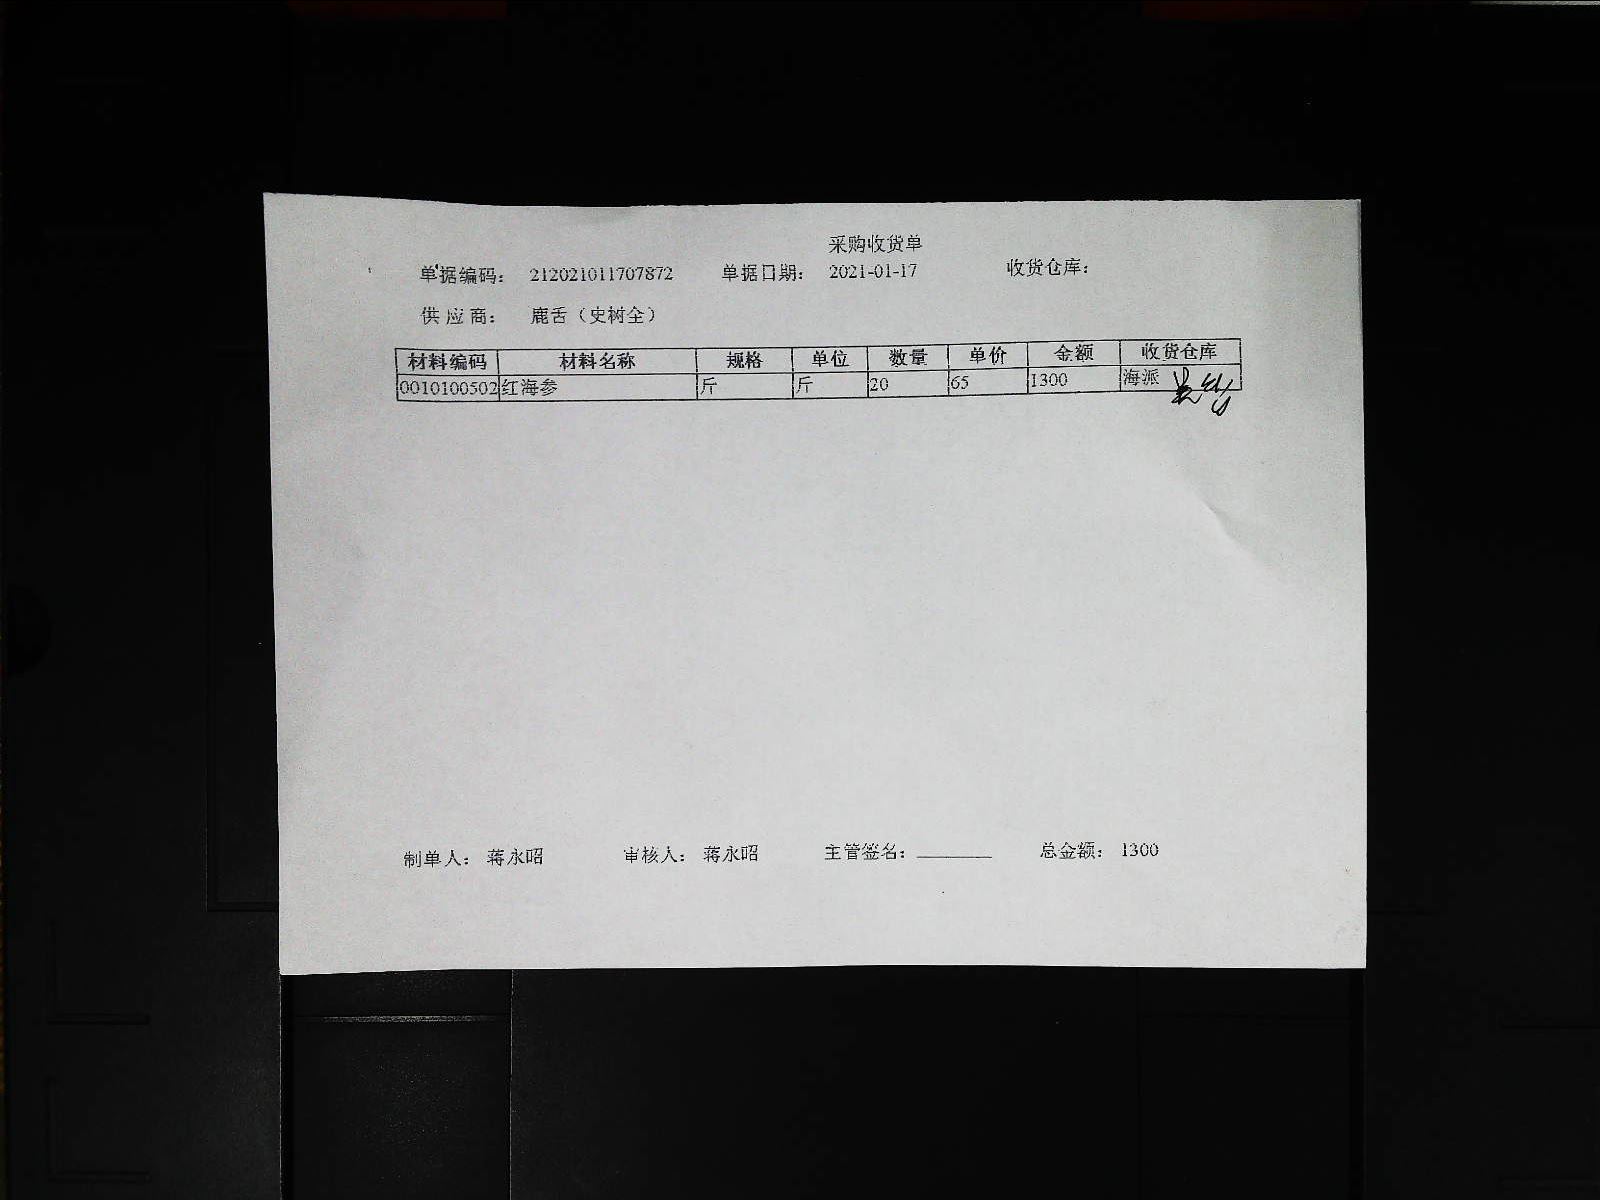 采购收货单
单据编码： 212021011707872 单据日期： 2021-01-17 收货仓库：
供 应 商： 鹿舌（史树全）
材料编码 材料名称 规格 单位 数量 单价 金额 收货仓库
0010100502 红海参 斤 斤 20 65 1300 海派
制单人： 蒋永昭 审核人： 蒋永昭 主管签名： 总金额： 1300